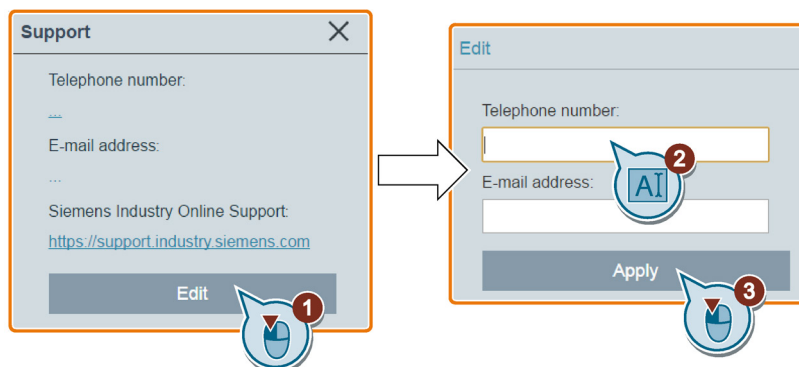 Support
Telephone number:
...
E-mail address:
...
Siemens Industry Online Support:
https://support.industry.siemens.com
Edit
1
Edit
Telephone number:
2
AI
E-mail address:
Apply
3